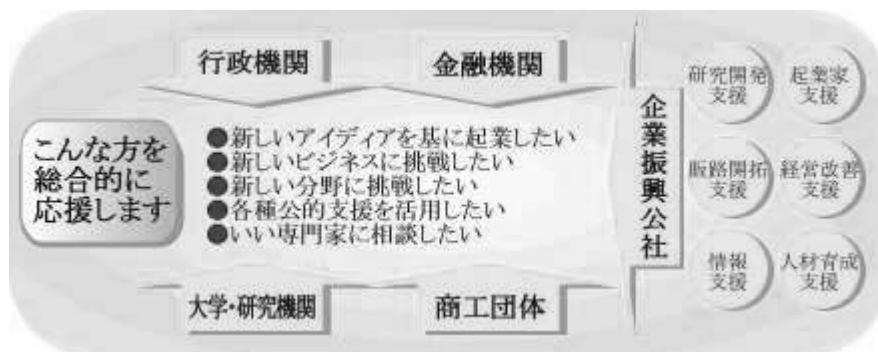 行政機関
金融機関
こんな方を
総合的に
応援します
●新しいアイディアを基に起業したい
●新しいビジネスに挑戦したい
●新しい分野に挑戦したい
●各種公的支援を活用したい
●いい専門家に相談したい
大学・研究機関
商工団体
企業振興公社
研究開発
支援
起業家
支援
販路開拓
支援
経営改善
支援
情報
支援
人材育成
支援